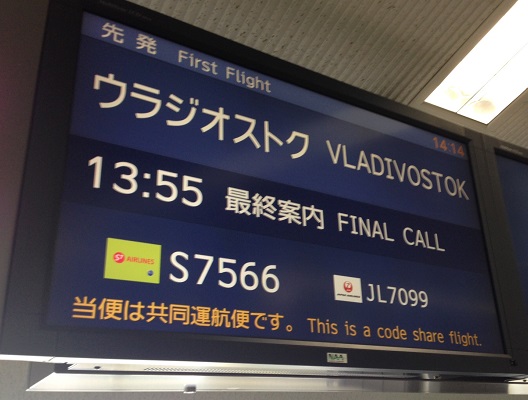 先発 First Flight
14:14
ウラジオストク VLADIVOSTOK
13:55 最終案内 FINAL CALL
S7 AIRLINES S7566 JL7099
当便は共同運航便です。 This is a code share flight.